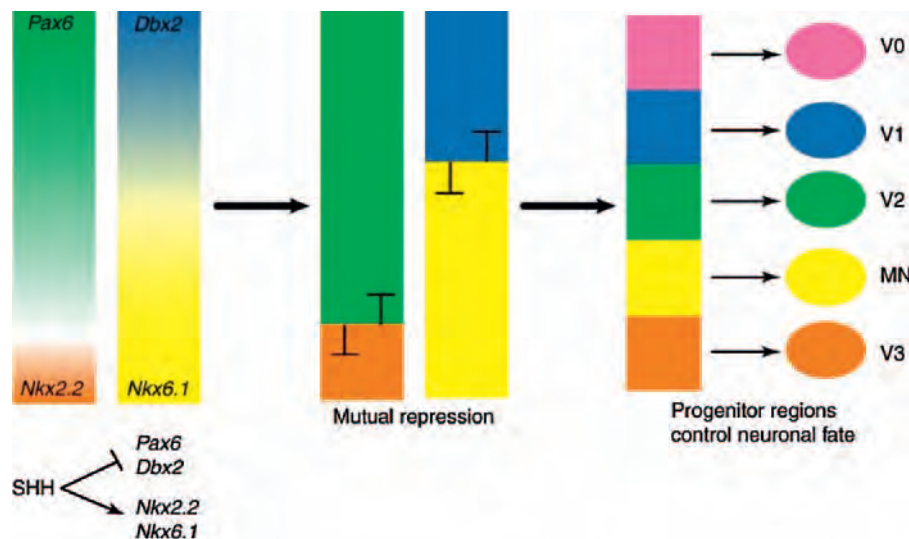 Pax6
Dbx2
Nkx2.2
Nkx6.1
SHH
Pax6
Dbx2
Nkx2.2
Nkx6.1
Mutual repression
V0
V1
V2
MN
V3
Progenitor regions
control neuronal fate